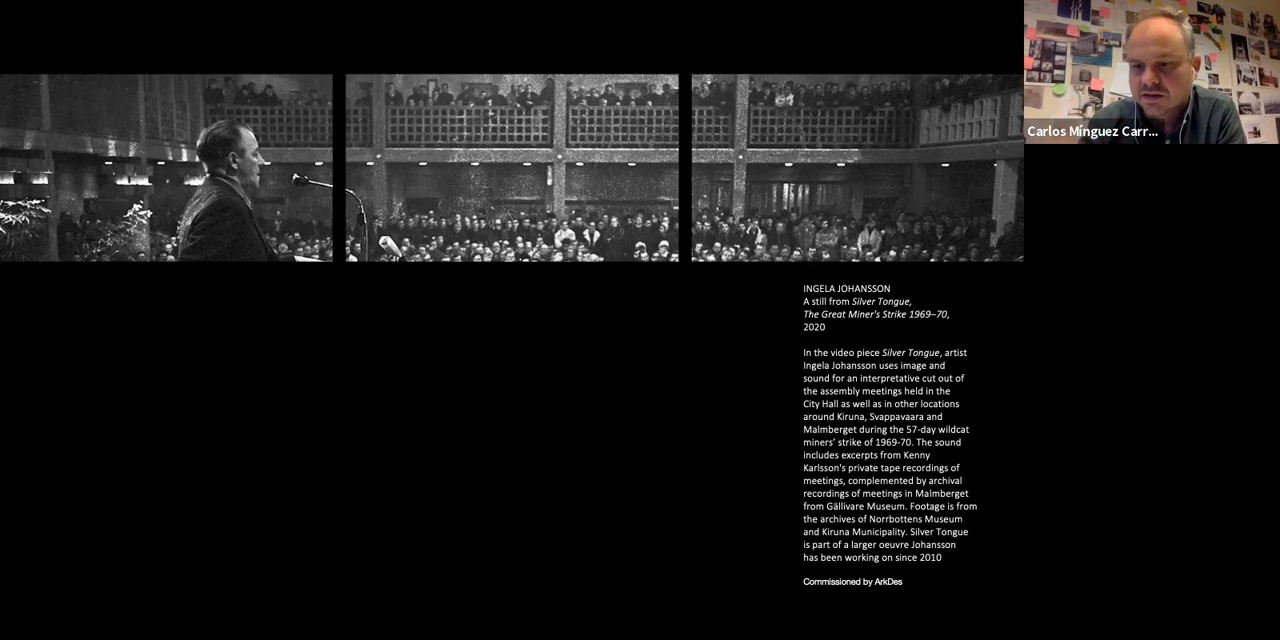 Carlos Mínguez Carr...
INGELA JOHANSSON
A still from Silver Tongue,
The Great Miner's Strike 1969–70,
2020
In the video piece Silver Tongue, artist
Ingela Johansson uses image and
sound for an interpretative cut out of
the assembly meetings held in the
City Hall as well as in other locations
around Kiruna, Svappavaara and
Malmberget during the 57-day wildcat
miners’ strike of 1969-70. The sound
includes excerpts from Kenny
Karlsson's private tape recordings of
meetings, complemented by archival
recordings of meetings in Malmberget
from Gällivare Museum. Footage is from
the archives of Norrbottens Museum
and Kiruna Municipality. Silver Tongue
is part of a larger oeuvre Johansson
has been working on since 2010
Commissioned by ArkDes